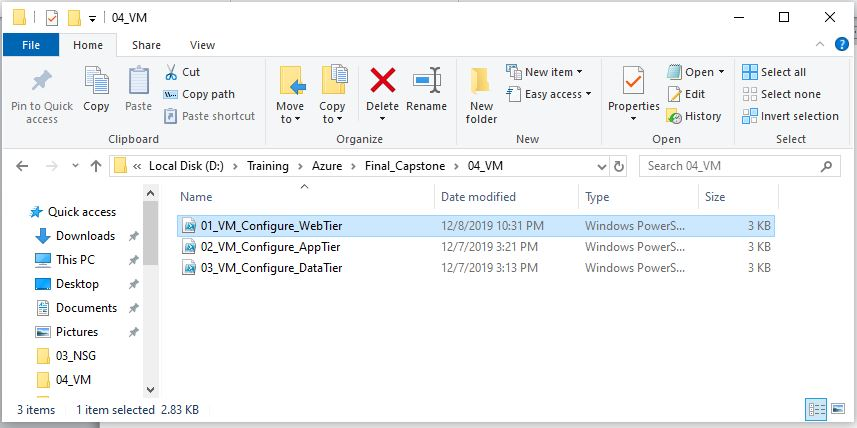 04_VM
File Home Share View
Pin to Quick access
Copy
Paste
Cut
Copy path
Paste shortcut
Move to
Copy to
Delete
Rename
New folder
New item
Easy access
Properties
Open
Edit
History
Select all
Select none
Invert selection
Clipboard Organize New Open Select
« Local Disk (D:) > Training > Azure > Final_Capstone > 04_VM
Search 04_VM
Name Date modified Type Size
Quick access
Downloads
This PC
Desktop
Documents
Pictures
03_NSG
04_VM
01_VM_Configure_WebTier 12/8/2019 10:31 PM Windows PowerS... 3 KB
02_VM_Configure_AppTier 12/7/2019 3:21 PM Windows PowerS... 3 KB
03_VM_Configure_DataTier 12/7/2019 3:13 PM Windows PowerS... 3 KB
3 items 1 item selected 2.83 KB